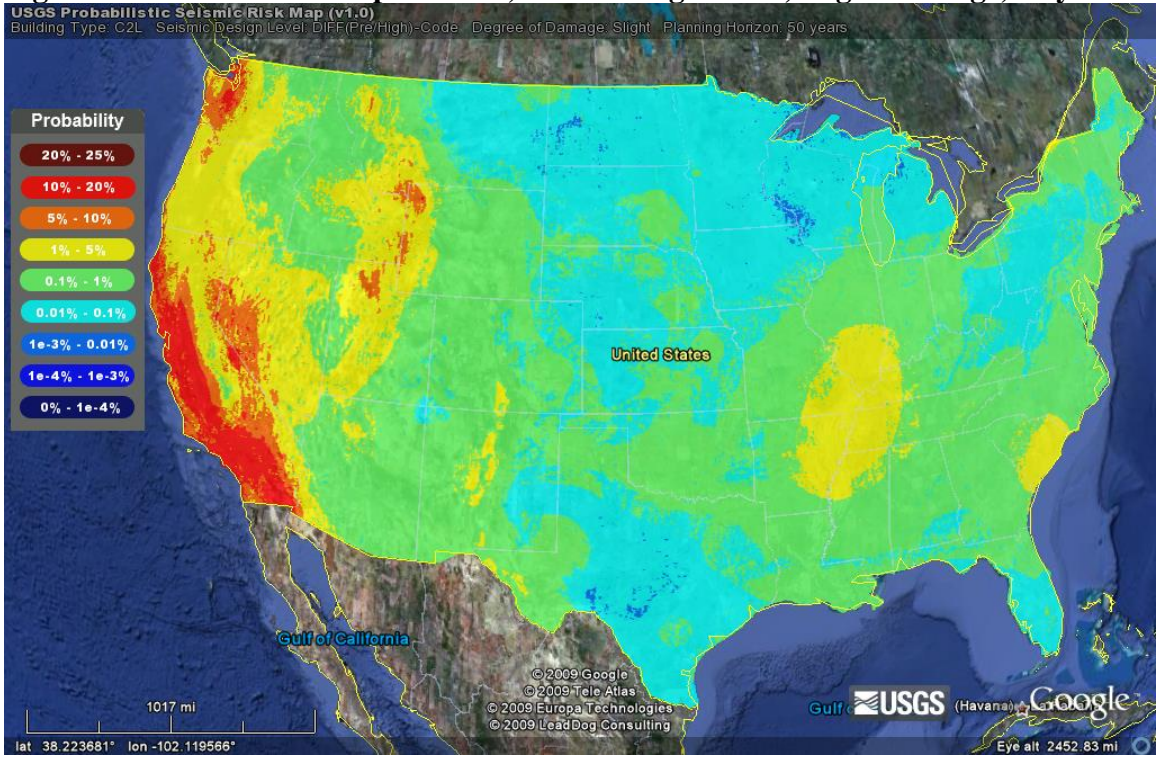 USGS Probabilistic Seismic Risk Map (v1.0)
Building Type: C2L Seismic Design Level: DIFF(Pre/High)-Code Degree of Damage: Slight Planning Horizon: 50 years
Probability
20% - 25%
10% - 20%
5% - 10%
1% - 5%
0.1% - 1%
0.01% - 0.1%
1e-3% - 0.01%
1e-4% - 1e-3%
0% - 1e-4%
United States
Gulf of California
© 2009 Google
© 2009 Tele Atlas
© 2009 Europa Technologies
© 2009 LeadDog Consulting
1017 mi
Gulf
USGS
(Havana)
Google
lat 38.223681° lon -102.119566°
Eye alt 2452.83 mi